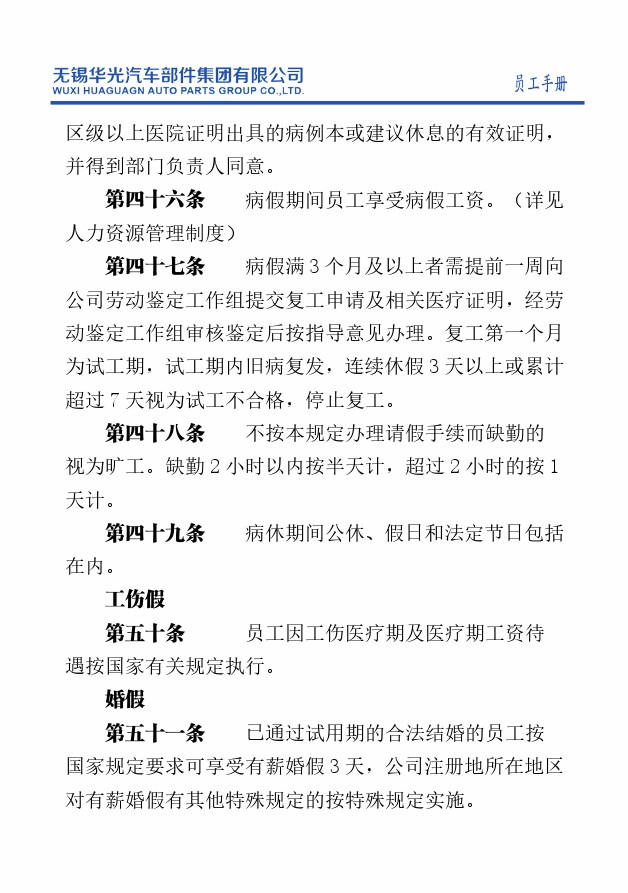 无锡华光汽车部件集团有限公司
WUXI HUAGUAGN AUTO PARTS GROUP CO.,LTD.
员工手册
区级以上医院证明出具的病例本或建议休息的有效证明，
并得到部门负责人同意。
第四十六条 病假期间员工享受病假工资。（详见
人力资源管理制度）
第四十七条 病假满 3 个月及以上者需提前一周向
公司劳动鉴定工作组提交复工申请及相关医疗证明，经劳
动鉴定工作组审核鉴定后按指导意见办理。复工第一个月
为试工期，试工期内旧病复发，连续休假 3 天以上或累计
超过 7 天视为试工不合格，停止复工。
第四十八条 不按本规定办理请假手续而缺勤的
视为旷工。缺勤 2 小时以内按半天计，超过 2 小时的按 1
天计。
第四十九条 病休期间公休、假日和法定节日包括
在内。
工伤假
第五十条 员工因工伤医疗期及医疗期工资待
遇按国家有关规定执行。
婚假
第五十一条 已通过试用期的合法结婚的员工按
国家规定要求可享受有薪婚假 3 天，公司注册地所在地区
对有薪婚假有其他特殊规定的按特殊规定实施。